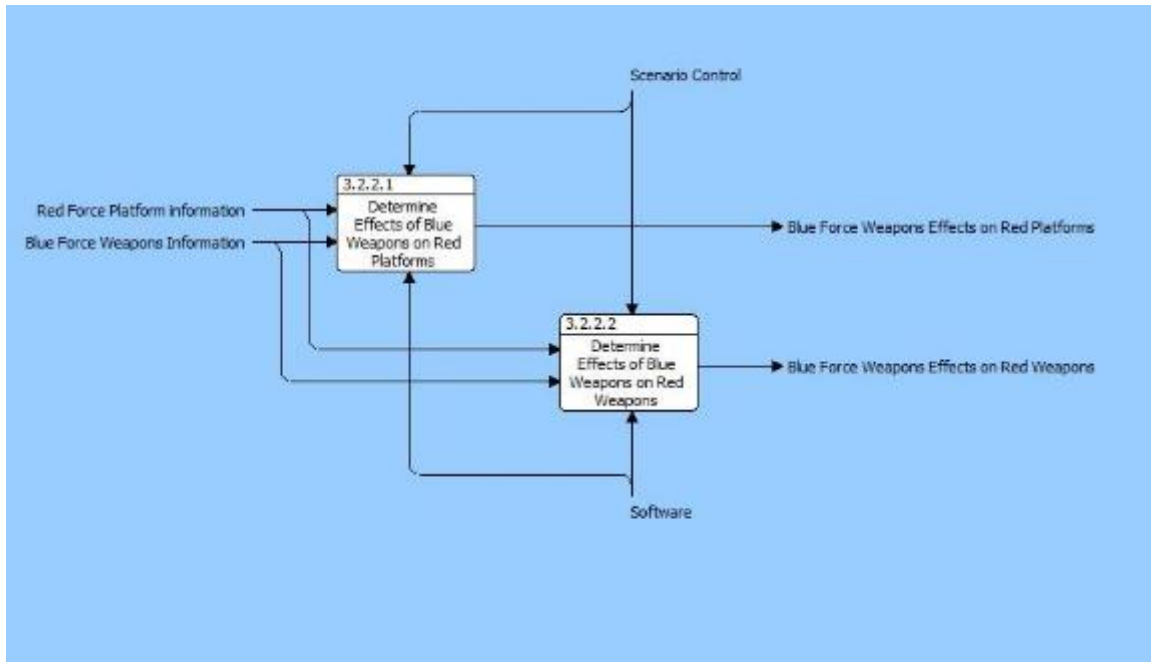 Scenario Control
3.2.2.1
Determine
Effects of Blue
Weapons on Red
Platforms
Red Force Platform information
Blue Force Weapons Information
Blue Force Weapons Effects on Red Platforms
3.2.2.2
Determine
Effects of Blue
Weapons on Red
Weapons
Blue Force Weapons Effects on Red Weapons
Software